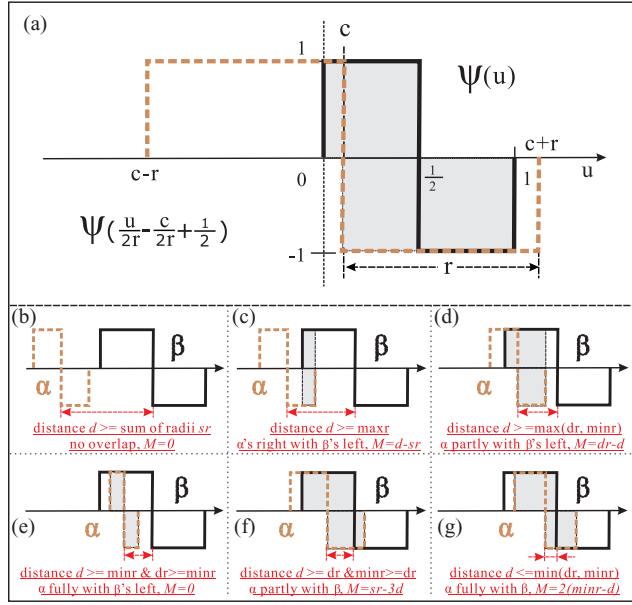 (a)
c
1
Ψ(u)
c+r
c-r
0
1/2
1
u
Ψ(u/2r - c/2r + 1/2)
-1
r
(b)
β
α
distance d >= sum of radii sr
no overlap, M=0
(c)
β
α
distance d >= maxr
α's right with β's left, M=d-sr
(d)
β
α
distance d >=max(dr, minr)
α partly with β's left, M=dr-d
(e)
β
α
distance d >= minr & dr>=minr
α fully with β's left, M=0
(f)
β
α
distance d>= dr &minr>=dr
α partly with β, M=sr-3d
(g)
β
α
distance d<=min(dr, minr)
α fully with β, M=2(minr-d)